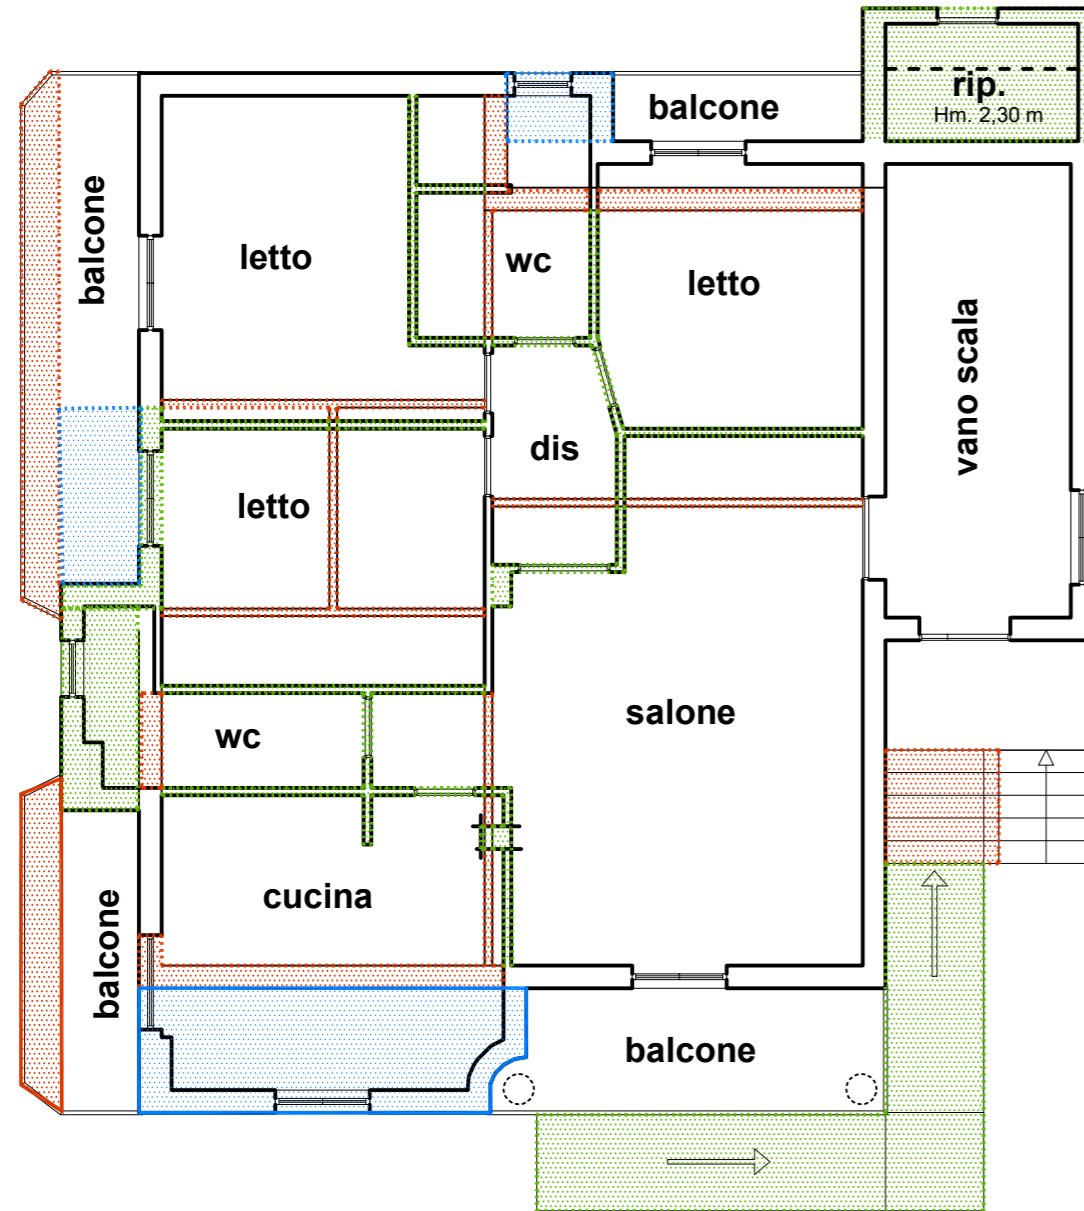 rip.
Hm. 2,30 m
balcone
balcone
letto
wc
letto
vano scala
dis
letto
salone
wc
cucina
balcone
balcone